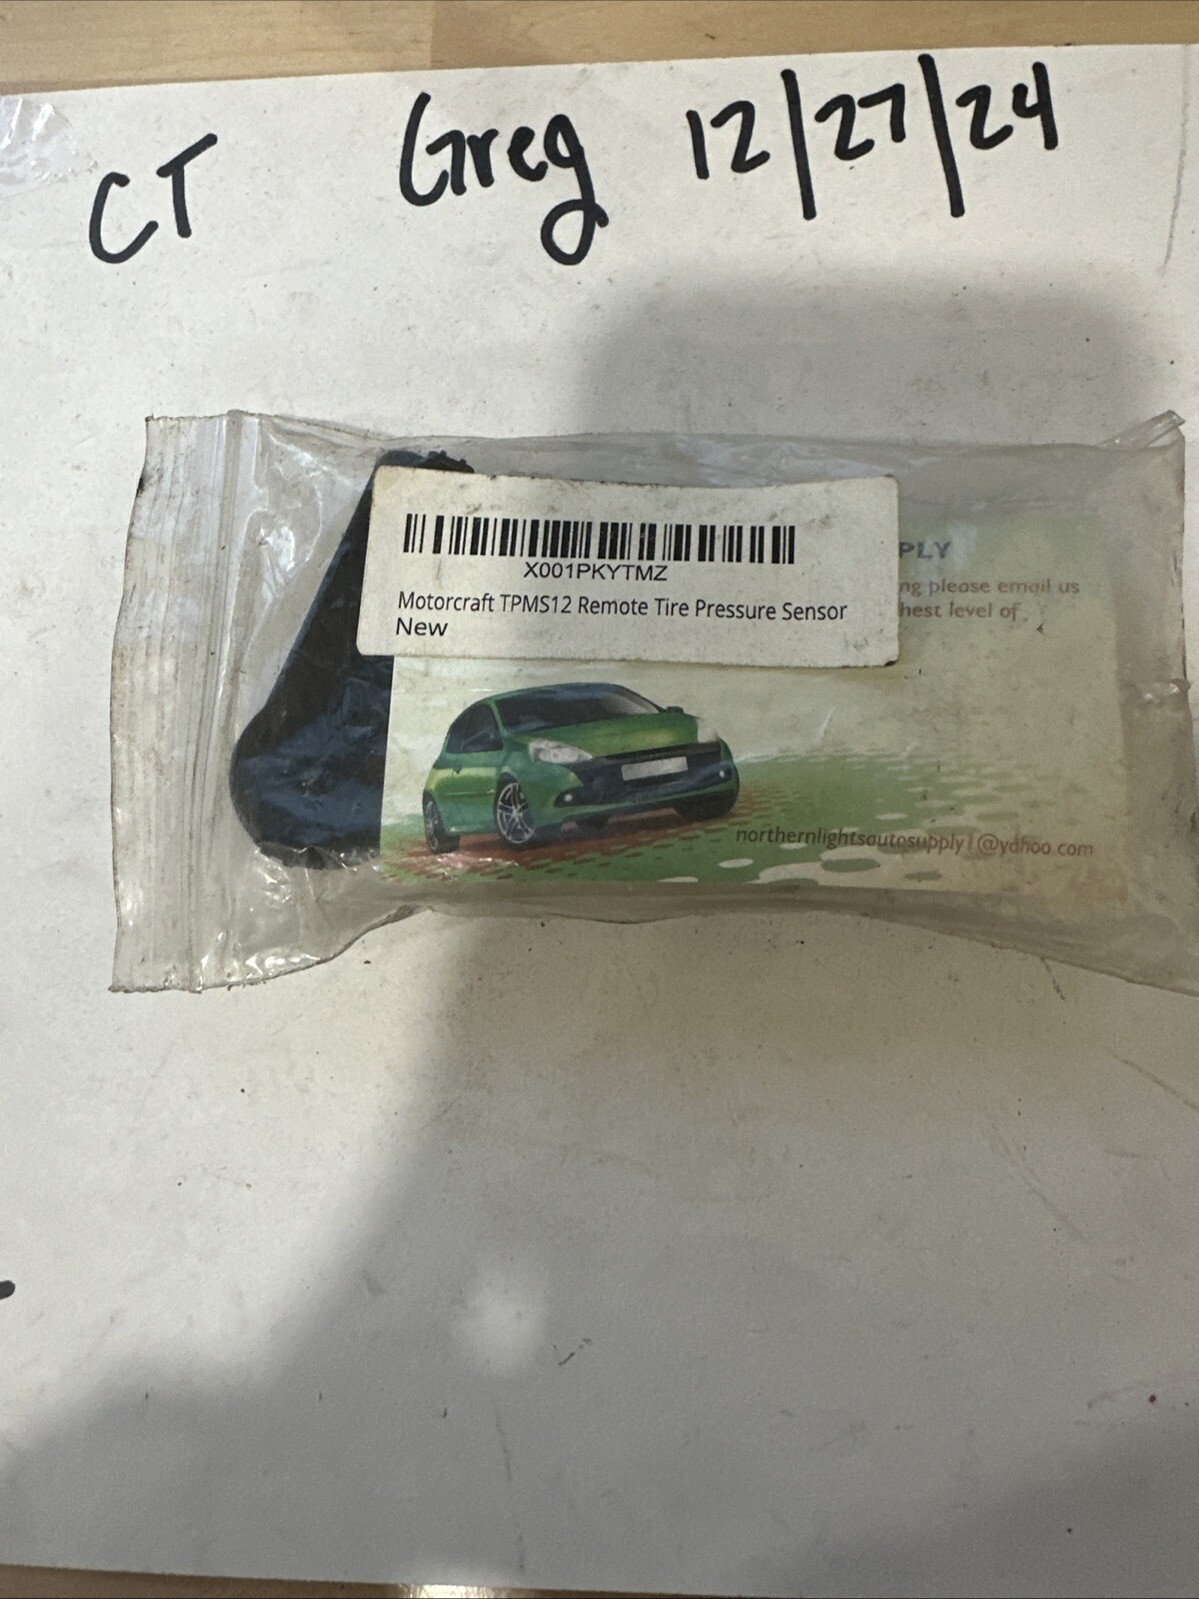 CT Greg 12/27/24
X001PKYTMZ
Motorcraft TPMS12 Remote Tire Pressure Sensor
New
PLY
ng please email us
hest level of
northernlightsautosupply1@yahoo.com